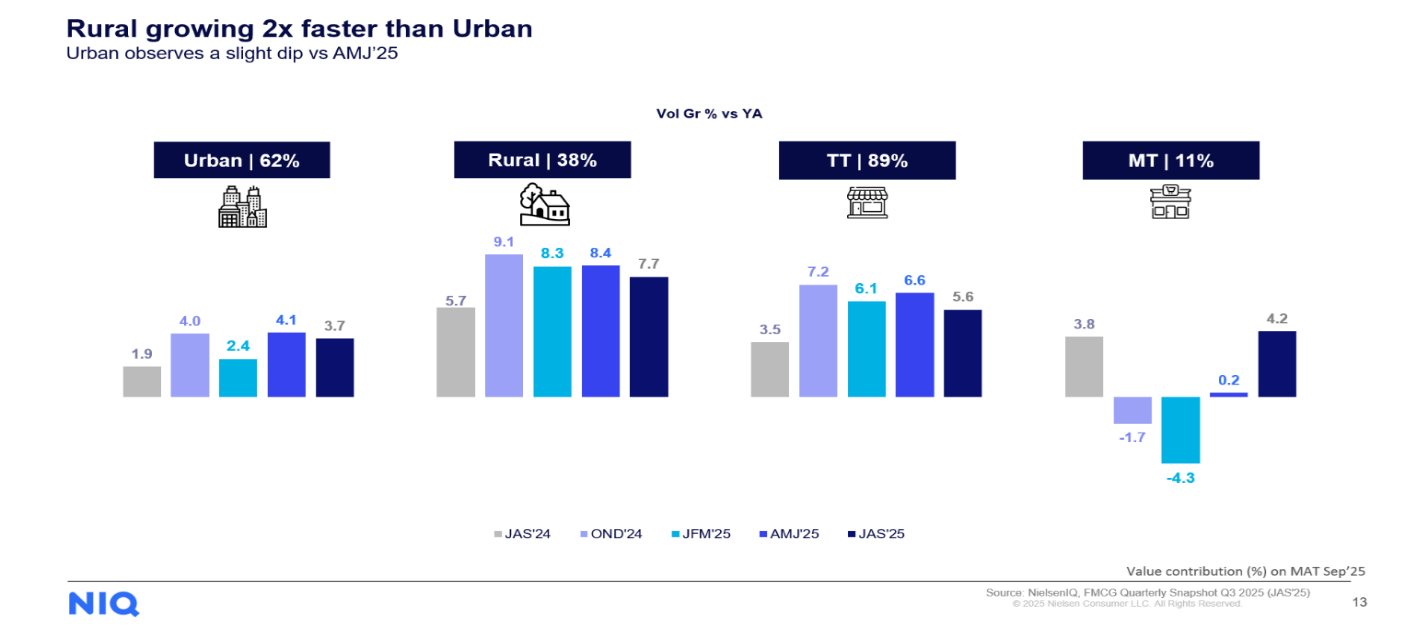 Rural growing 2x faster than Urban
Urban observes a slight dip vs AMJ'25
Vol Gr % vs YA
Urban | 62%
Rural | 38%
TT | 89%
MT | 11%
1.9
4.0
2.4
4.1
3.7
5.7
9.1
8.3
8.4
7.7
3.5
7.2
6.1
6.6
5.6
3.8
-1.7
-4.3
0.2
4.2
JAS'24 OND'24 JFM'25 AMJ'25 JAS'25
Value contribution (%) on MAT Sep'25
Source: NielsenIQ, FMCG Quarterly Snapshot Q3 2025 (JAS'25)
© 2025 Nielsen Consumer LLC. All Rights Reserved.
13
NIQ